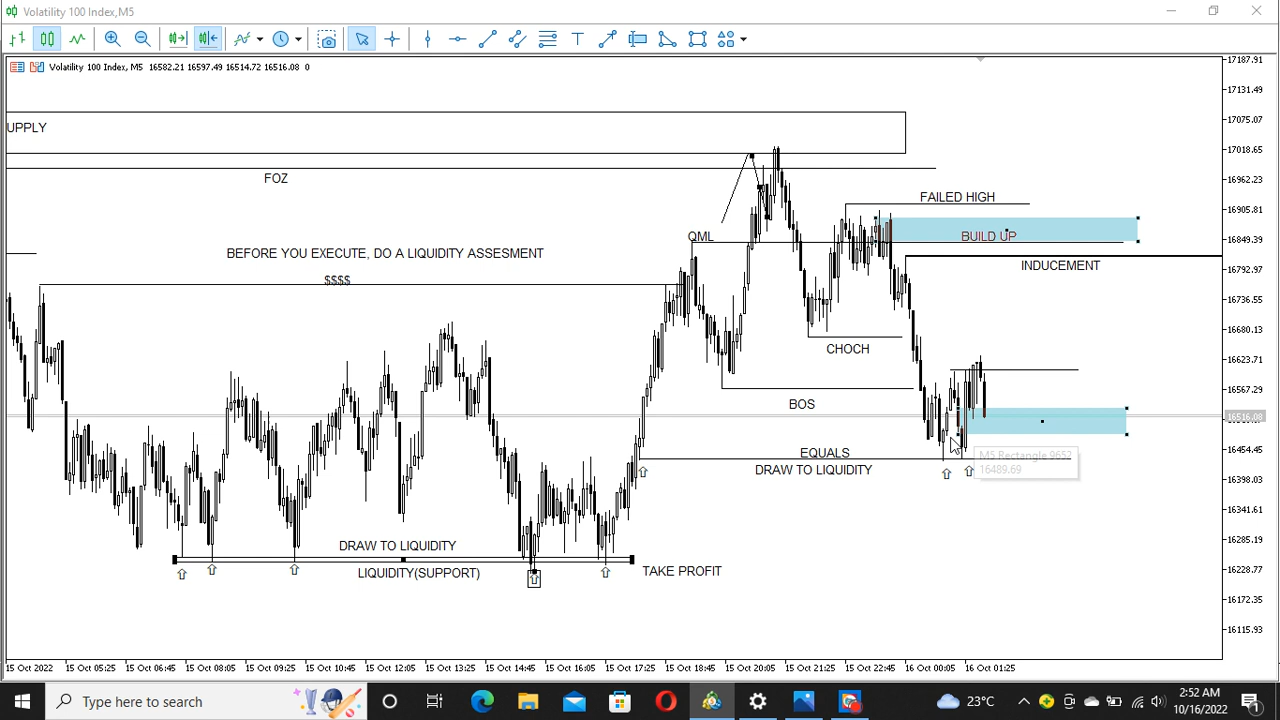 Volatility 100 Index,M5
Volatility 100 Index, M5 16582.21 16597.49 16514.72 16516.08 0
UPPLY
FOZ
FAILED HIGH
QML
BUILD UP
BEFORE YOU EXECUTE, DO A LIQUIDITY ASSESMENT
INDUCEMENT
$$$$
CHOCH
BOS
EQUALS
DRAW TO LIQUIDITY
M5 Rectangle 9652
16489.69
DRAW TO LIQUIDITY
LIQUIDITY(SUPPORT)
TAKE PROFIT
17187.91
17131.49
17075.07
17018.65
16962.23
16905.81
16849.39
16792.97
16736.55
16680.13
16623.71
16567.29
16516.08
16454.45
16398.03
16341.61
16285.19
16228.77
16172.35
16115.93
15 Oct 2022 15 Oct 05:25 15 Oct 06:45 15 Oct 08:05 15 Oct 09:25 15 Oct 10:45 15 Oct 12:05 15 Oct 13:25 15 Oct 14:45 15 Oct 16:05 15 Oct 17:25 15 Oct 18:45 15 Oct 20:05 15 Oct 21:25 15 Oct 22:45 16 Oct 00:05 16 Oct 01:25
Type here to search
23°C
2:52 AM
10/16/2022
1